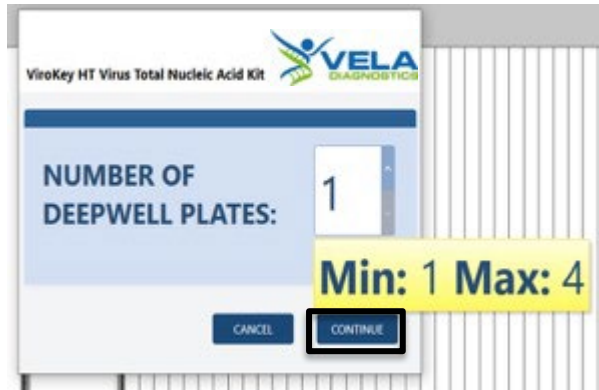 ViroKey HT Virus Total Nucleic Acid Kit
VELA
DIAGNOSTICS
NUMBER OF
DEEPWELL PLATES:
1
Min: 1 Max: 4
CANCEL
CONTINUE